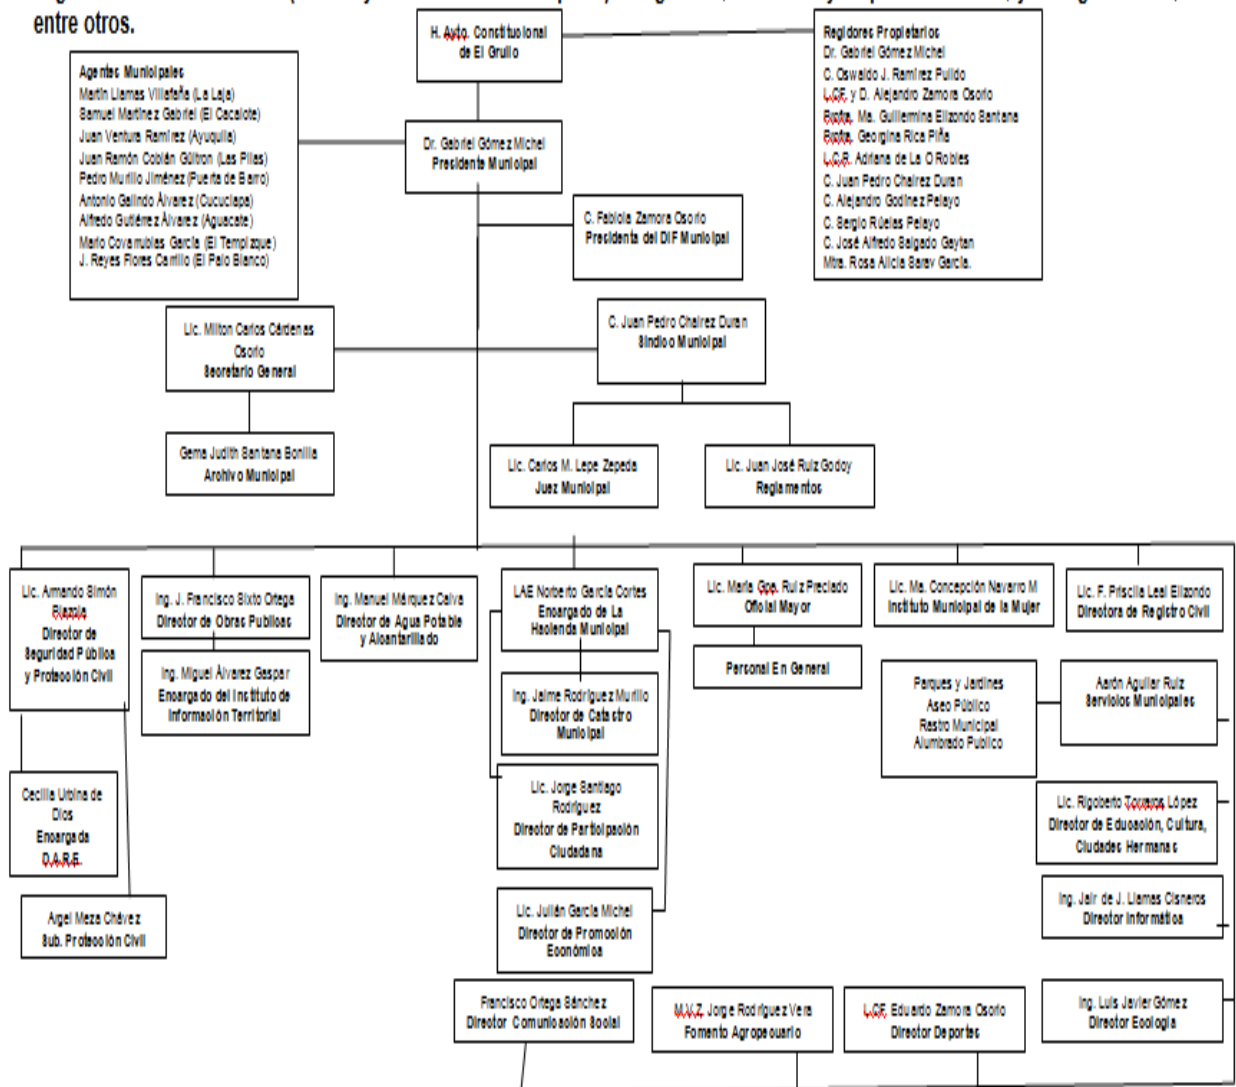 entre otros.
H. Ayto. Constitucional
de El Grullo
Regidores Propietarios
Dr. Gabriel Gómez Michel
C. Oswaldo J. Ramírez Pulido
L.CF. y D. Alejandro Zamora Osorio
Profra. Ma. Guillermina Elizondo Santana
Profra. Georgina Rica Piña
L.C.R. Adriana de La O Robles
C. Juan Pedro Chairez Duran
C. Alejandro Godínez Pelayo
C. Sergio Rúelas Pelayo
C. José Alfredo Salgado Gaytan
Mtra. Rosa Alicia Sarav García.
Agentes Municipales
Martín Llamas Villafaña (La Laja)
Samuel Martínez Gabriel (El Cacalote)
Juan Ventura Ramírez (Ayuquila)
Juan Ramón Cobián Güitron (Las Pilas)
Pedro Murillo Jiménez (Puerta de Barro)
Antonio Galindo Álvarez (Cucuciapa)
Alfredo Gutiérrez Álvarez (Aguacate)
Mario Covarrubias García (El Tempizque)
J. Reyes Flores Carrillo (El Palo Blanco)
Dr. Gabriel Gómez Michel
Presidente Municipal
C. Fabiola Zamora Osorio
Presidenta del DIF Municipal
Lic. Milton Carlos Cárdenas
Osorio
Secretario General
C. Juan Pedro Chairez Duran
Sindico Municipal
Gema Judith Santana Bonilla
Archivo Municipal
Lic. Carlos M. Lepe Zepeda
Juez Municipal
Lic. Juan José Ruiz Godoy
Reglamentos
Lic. Armando Simón
Director de
Seguridad Pública
y Protección Civil
Ing. J. Francisco Sixto Ortega
Director de Obras Publicas
Ing. Manuel Márquez Calva
Director de Agua Potable
y Alcantarillado
LAE Norberto García Cortes
Encargado de La
Hacienda Municipal
Lic. María Gpe. Ruiz Preciado
Oficial Mayor
Lic. Ma. Concepción Navarro M
Instituto Municipal de la Mujer
Lic. F. Priscila Leal Elizondo
Directora de Registro Civil
Ing. Miguel Álvarez Gaspar
Encargado del Instituto de
Información Territorial
Ing. Jaime Rodríguez Murillo
Director de Catastro
Municipal
Personal En General
Parques y Jardines
Aseo Público
Rastro Municipal
Alumbrado Publico
Aarón Aguilar Ruiz
Servicios Municipales
Cecilia Urbina de
Dios
Encargada
D.A.R.E.
Lic. Jorge Santiago
Rodríguez
Director de Participación
Ciudadana
Lic. Rigoberto López
Director de Educación, Cultura,
Ciudades Hermanas
Argel Meza Chávez
Sub. Protección Civil
Lic. Julián García Michel
Director de Promoción
Económica
Ing. Jair de J. Llamas Cisneros
Director Informática
Francisco Ortega Sánchez
Director Comunicación Social
M.V.Z. Jorge Rodríguez Vera
Fomento Agropecuario
L.CF. Eduardo Zamora Osorio
Director Deportes
Ing. Luis Javier Gómez
Director Ecología